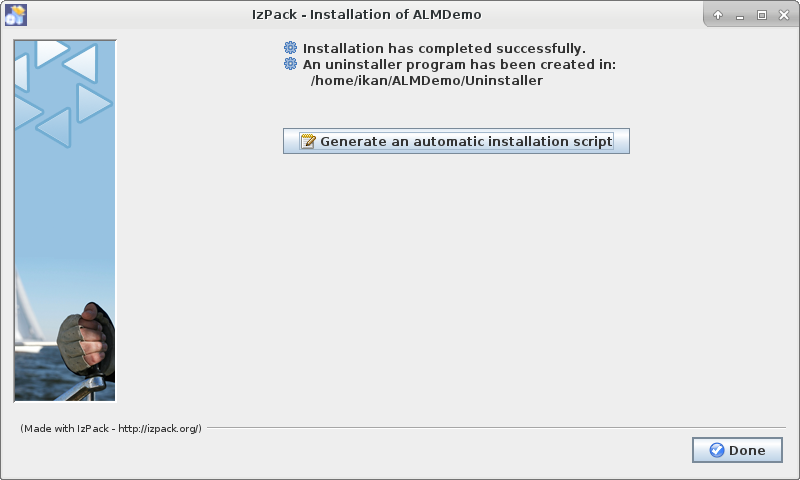 IzPack - Installation of ALMDemo
Installation has completed successfully.
An uninstaller program has been created in:
/home/ikan/ALMDemo/Uninstaller
Generate an automatic installation script
(Made with IzPack - http://izpack.org/)
Done